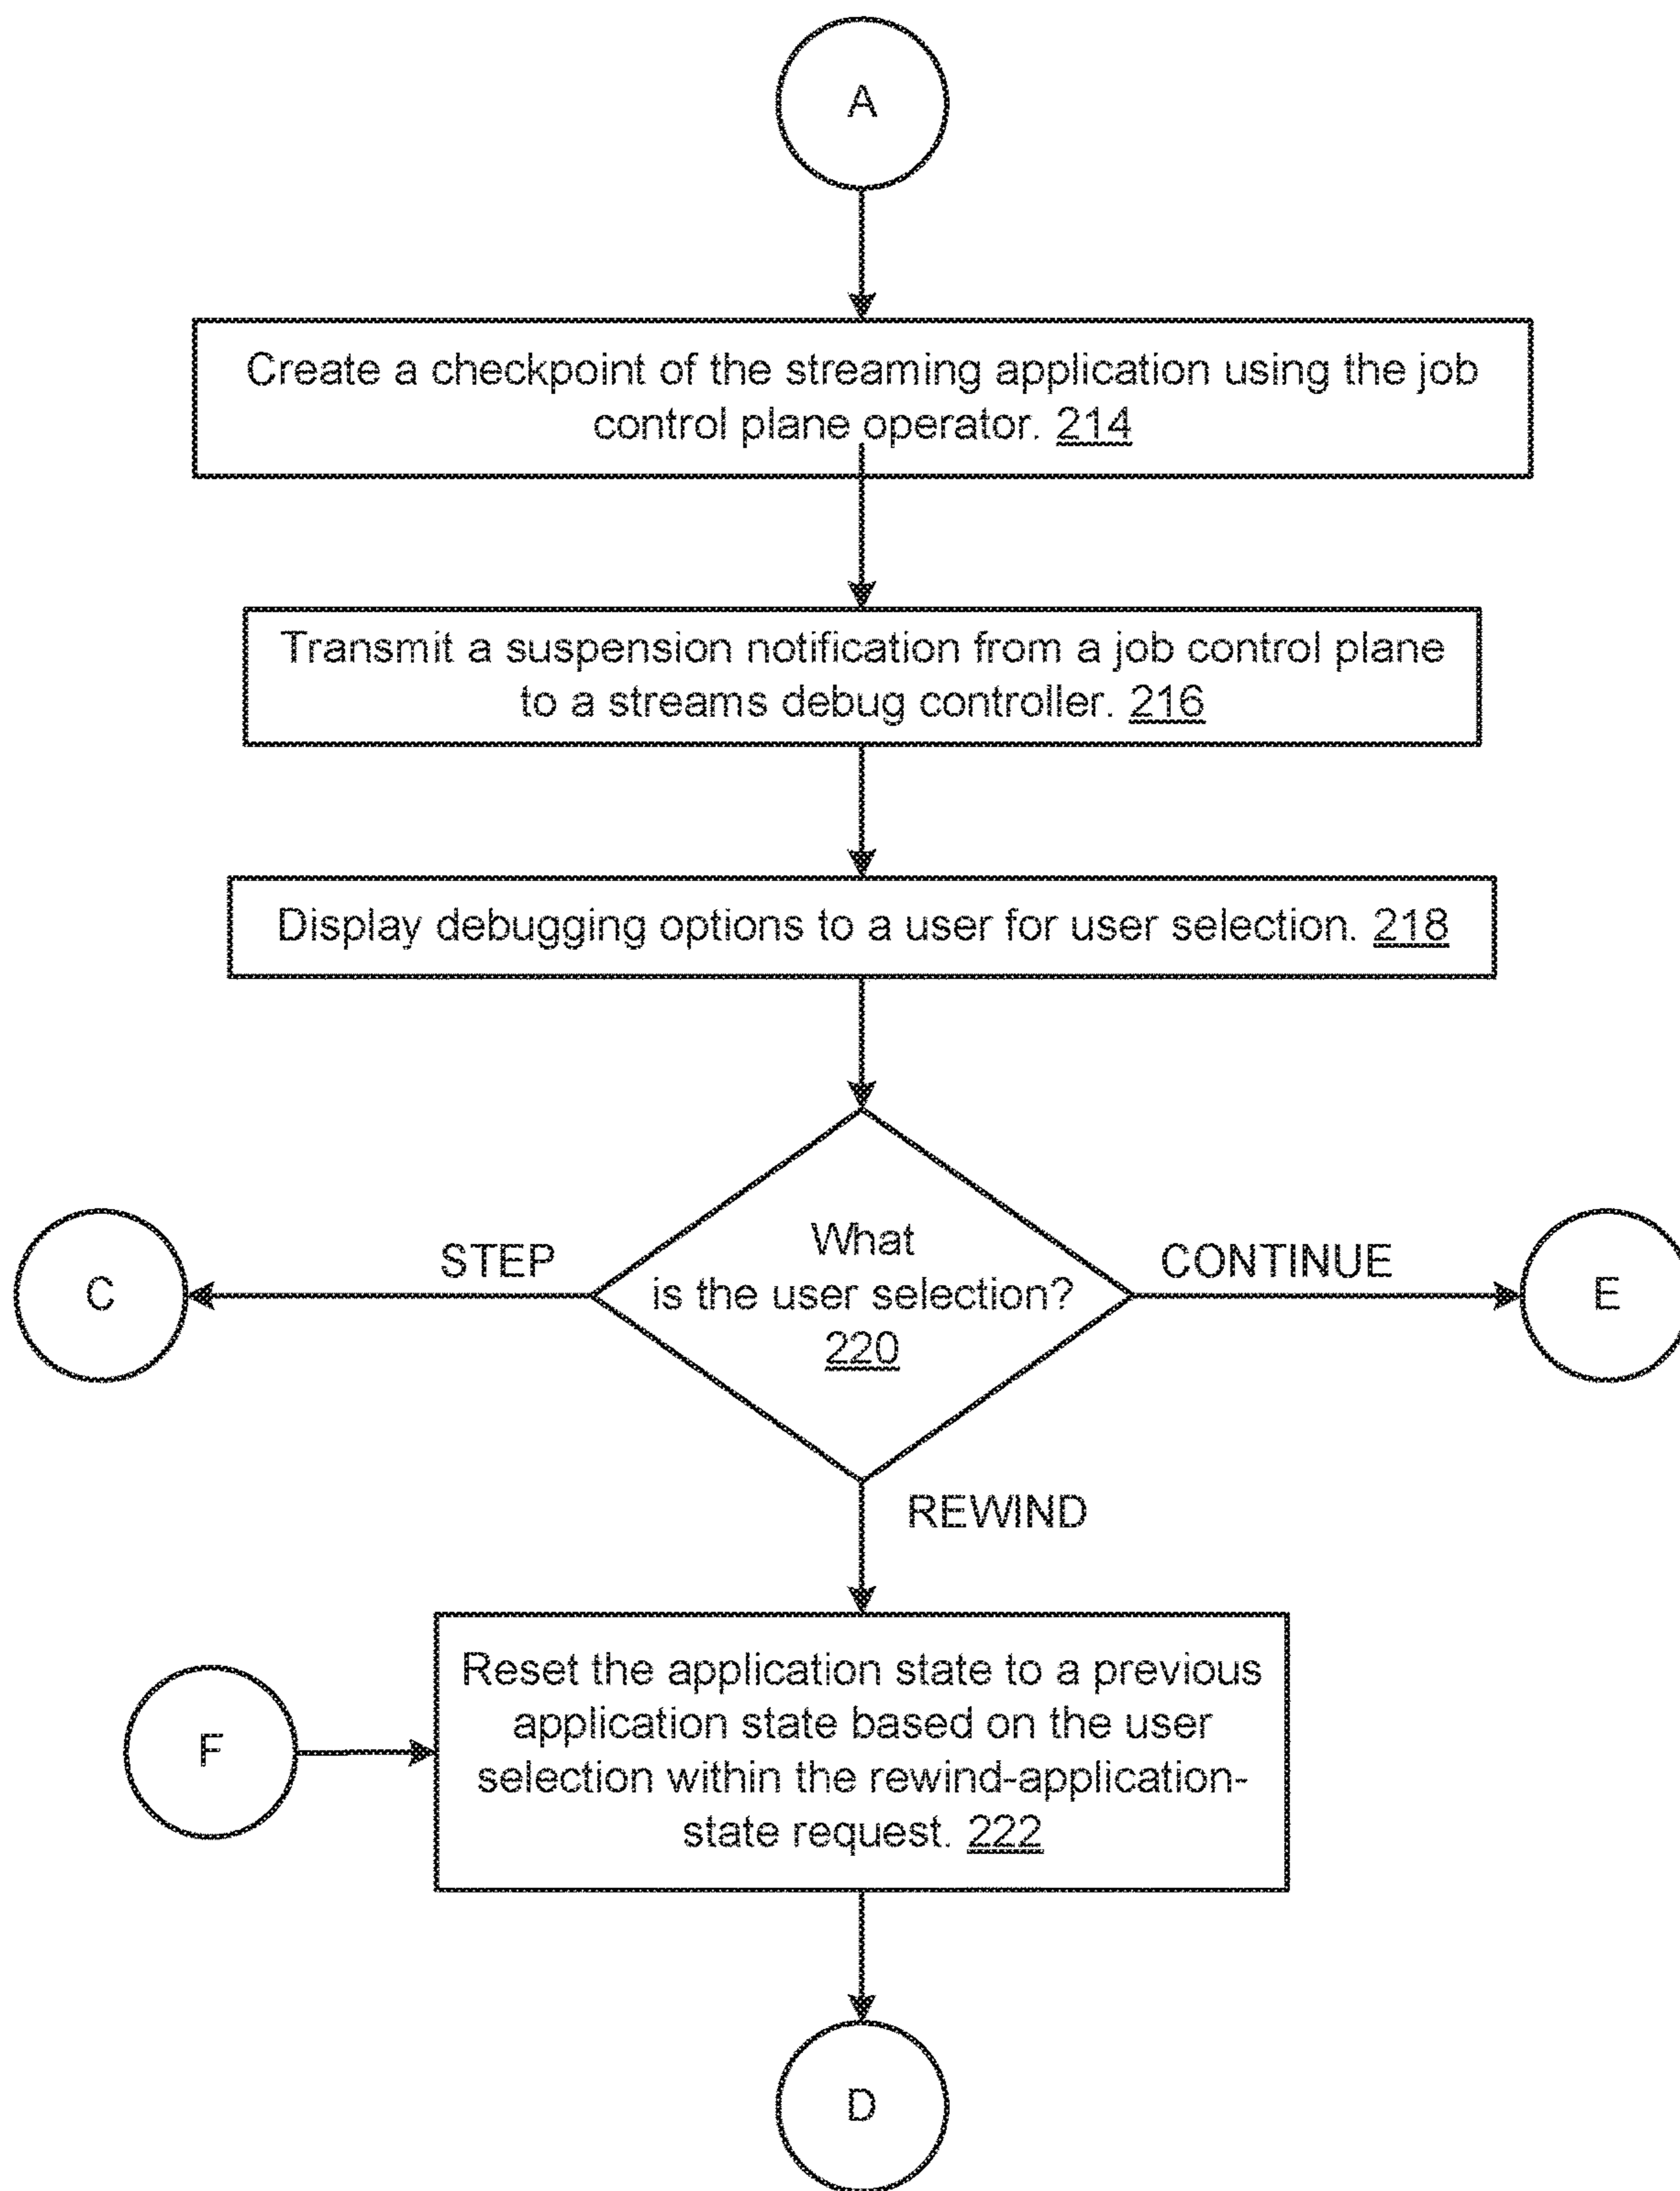 A
Create a checkpoint of the streaming application using the job
control plane operator. 214
Transmit a suspension notification from a job control plane
to a streams debug controller. 216
Display debugging options to a user for user selection. 218
What
is the user selection?
220
STEP
CONTINUE
C
E
REWIND
Reset the application state to a previous
application state based on the user
selection within the rewind-application-
state request. 222
F
D